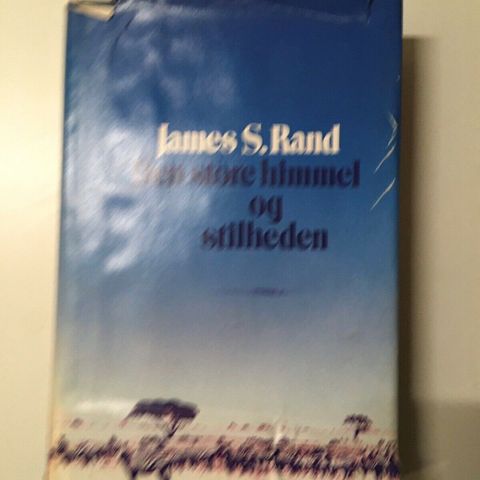 James S. Rand
Den store himmel
og
stilheden